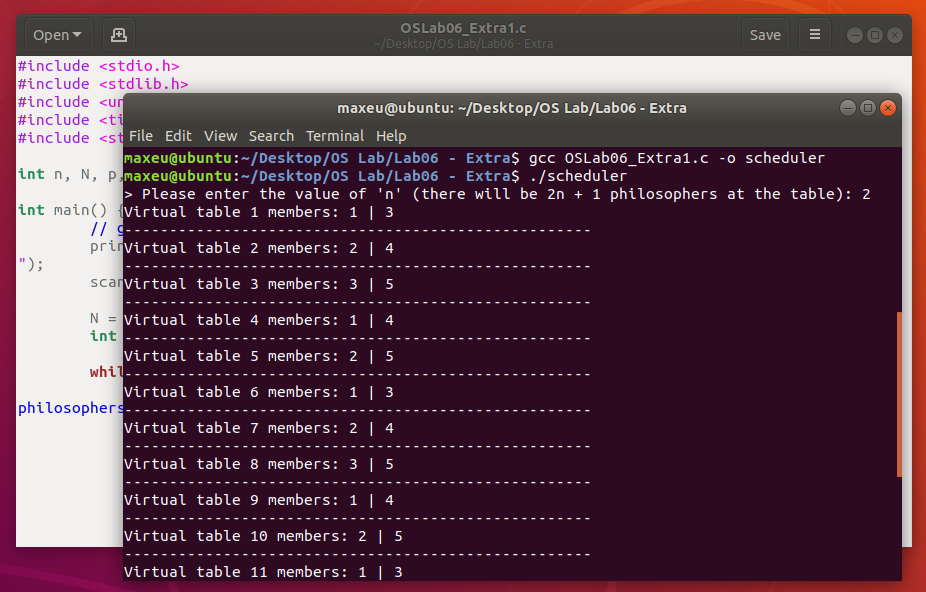 Open
OSLab06_Extra1.c
~/Desktop/OS Lab/Lab06 - Extra
Save
#include <stdio.h>
#include <stdlib.h>
#include <un
#include <ti
#include <st
int n, N, p,
int main() {
// g
prin
");
scan
N =
int
whil
philosophers
maxeu@ubuntu: ~/Desktop/OS Lab/Lab06 - Extra
File Edit View Search Terminal Help
maxeu@ubuntu:~/Desktop/OS Lab/Lab06 - Extra$ gcc OSLab06_Extra1.c -o scheduler
maxeu@ubuntu:~/Desktop/OS Lab/Lab06 - Extra$ ./scheduler
> Please enter the value of 'n' (there will be 2n + 1 philosophers at the table): 2
Virtual table 1 members: 1 | 3
------------------------------------------------------
Virtual table 2 members: 2 | 4
------------------------------------------------------
Virtual table 3 members: 3 | 5
------------------------------------------------------
Virtual table 4 members: 1 | 4
------------------------------------------------------
Virtual table 5 members: 2 | 5
------------------------------------------------------
Virtual table 6 members: 1 | 3
------------------------------------------------------
Virtual table 7 members: 2 | 4
------------------------------------------------------
Virtual table 8 members: 3 | 5
------------------------------------------------------
Virtual table 9 members: 1 | 4
------------------------------------------------------
Virtual table 10 members: 2 | 5
------------------------------------------------------
Virtual table 11 members: 1 | 3